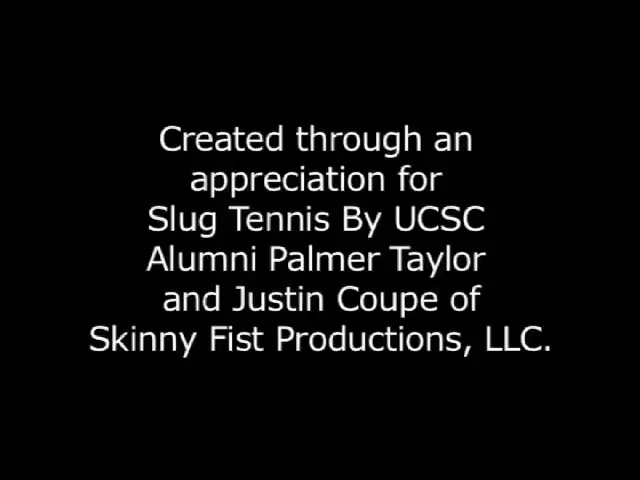 Created through an
appreciation for
Slug Tennis By UCSC
Alumni Palmer Taylor
and Justin Coupe of
Skinny Fist Productions, LLC.